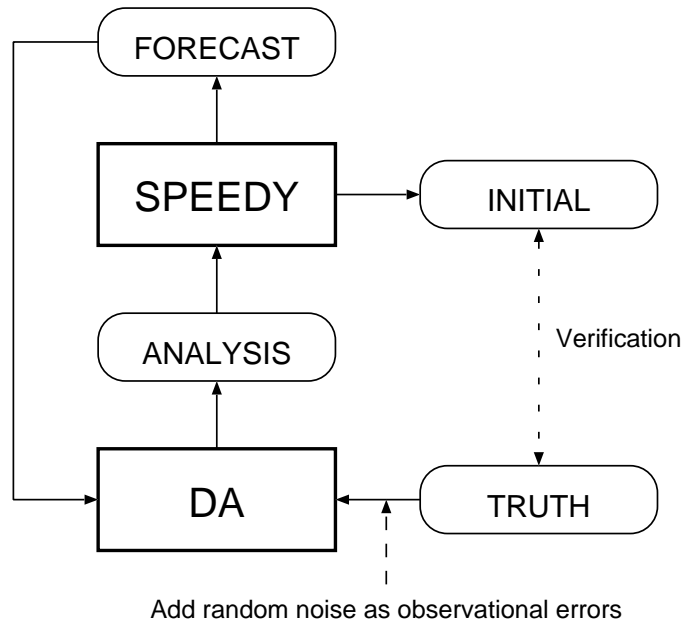 FORECAST
SPEEDY
INITIAL
Verification
ANALYSIS
DA
TRUTH
Add random noise as observational errors